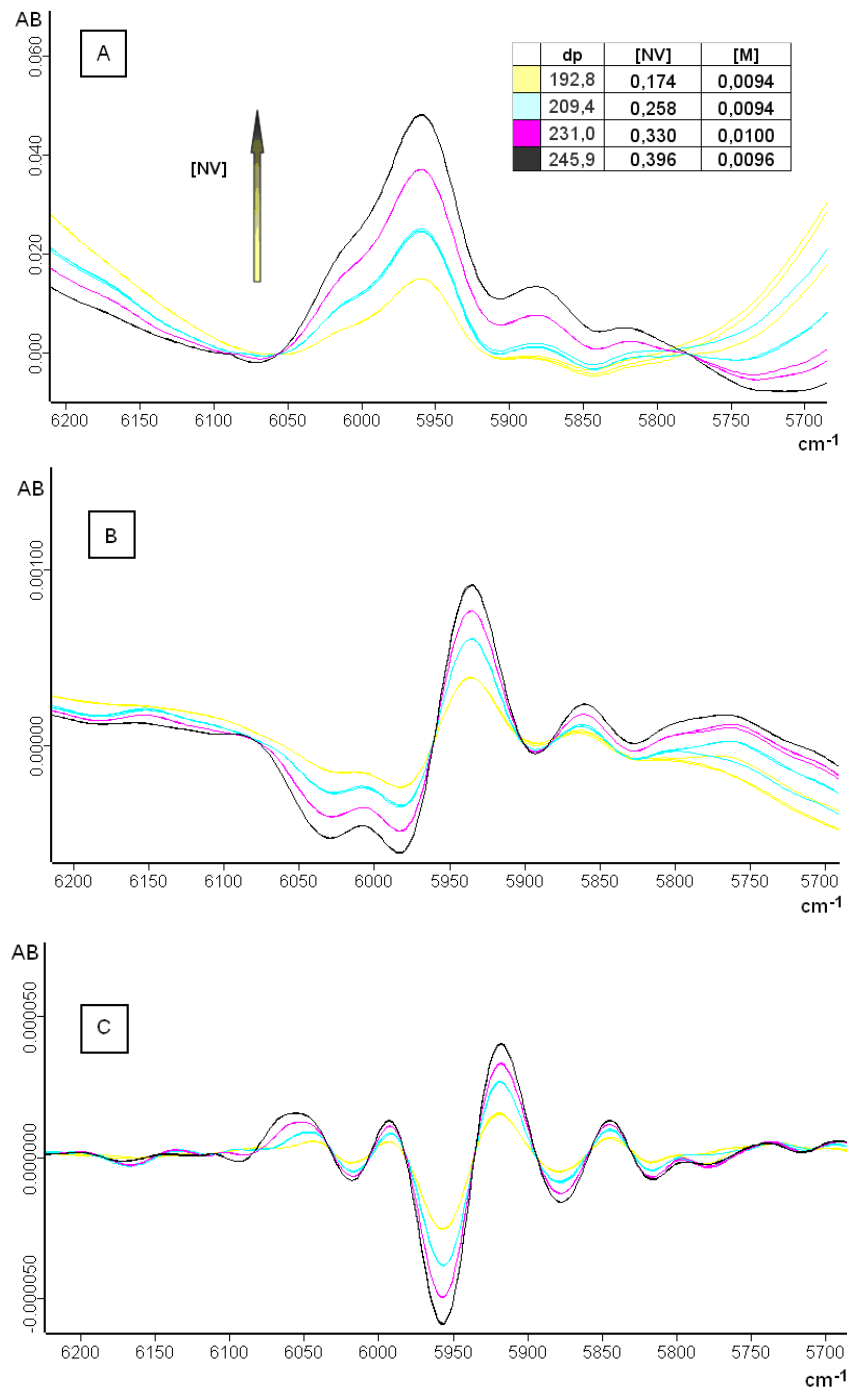 AB
A
0.060
0.040
0.020
0.000
[NV]
dp [NV] [M]
192,8 0,174 0,0094
209,4 0,258 0,0094
231,0 0,330 0,0100
245,9 0,396 0,0096
6200 6150 6100 6050 6000 5950 5900 5850 5800 5750 5700
cm-1
AB
B
0.00100
0.00000
6200 6150 6100 6050 6000 5950 5900 5850 5800 5750 5700
cm-1
AB
C
0.000050
0.000000
-0.000050
6200 6150 6100 6050 6000 5950 5900 5850 5800 5750 5700
cm-1